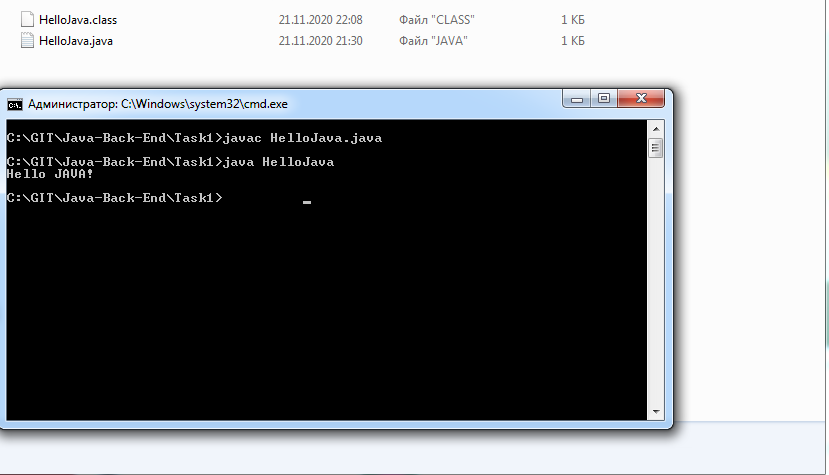 HelloJava.class 21.11.2020 22:08 Файл "CLASS" 1 КБ
HelloJava.java 21.11.2020 21:30 Файл "JAVA" 1 КБ
Администратор: C:\Windows\system32\cmd.exe
C:\GIT\Java-Back-End\Task1>javac HelloJava.java
C:\GIT\Java-Back-End\Task1>java HelloJava
Hello JAVA!
C:\GIT\Java-Back-End\Task1>